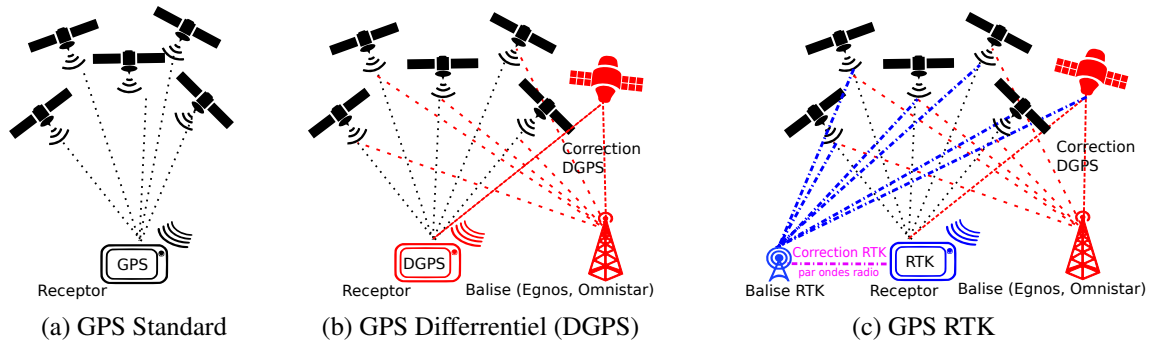 GPS
Receptor
(a) GPS Standard
Correction
DGPS
DGPS
Receptor
Balise (Egnos, Omnistar)
(b) GPS Differrentiel (DGPS)
Correction
DGPS
Correction RTK
par ondes radio
RTK
Balise RTK
Receptor
Balise (Egnos, Omnistar)
(c) GPS RTK